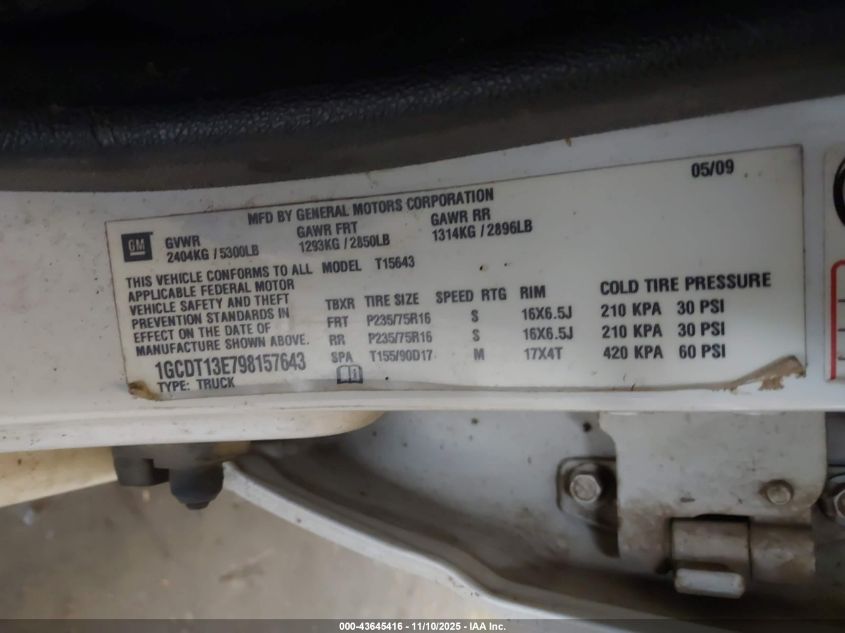 05/09
MFD BY GENERAL MOTORS CORPORATION
GM
GVWR GAWR FRT GAWR RR
2404KG / 5300LB 1293KG / 2850LB 1314KG / 2896LB
THIS VEHICLE CONFORMS TO ALL MODEL T15643
APPLICABLE FEDERAL MOTOR
VEHICLE SAFETY AND THEFT
PREVENTION STANDARDS IN
EFFECT ON THE DATE OF
MANUFACTURE SHOWN ABOVE.
1GCDT13E798157643
TYPE: TRUCK
TBXR TIRE SIZE SPEED RTG RIM COLD TIRE PRESSURE
FRT P235/75R16 S 16X6.5J 210 KPA 30 PSI
RR P235/75R16 S 16X6.5J 210 KPA 30 PSI
SPA T155/90D17 M 17X4T 420 KPA 60 PSI
000-43645416 - 11/10/2025 - IAA Inc.